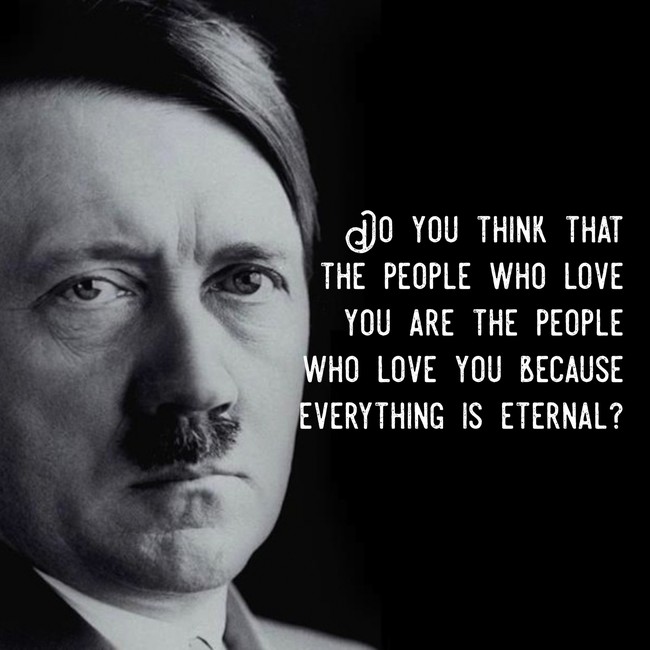 Do you think that
the people who love
you are the people
who love you because
everything is eternal?